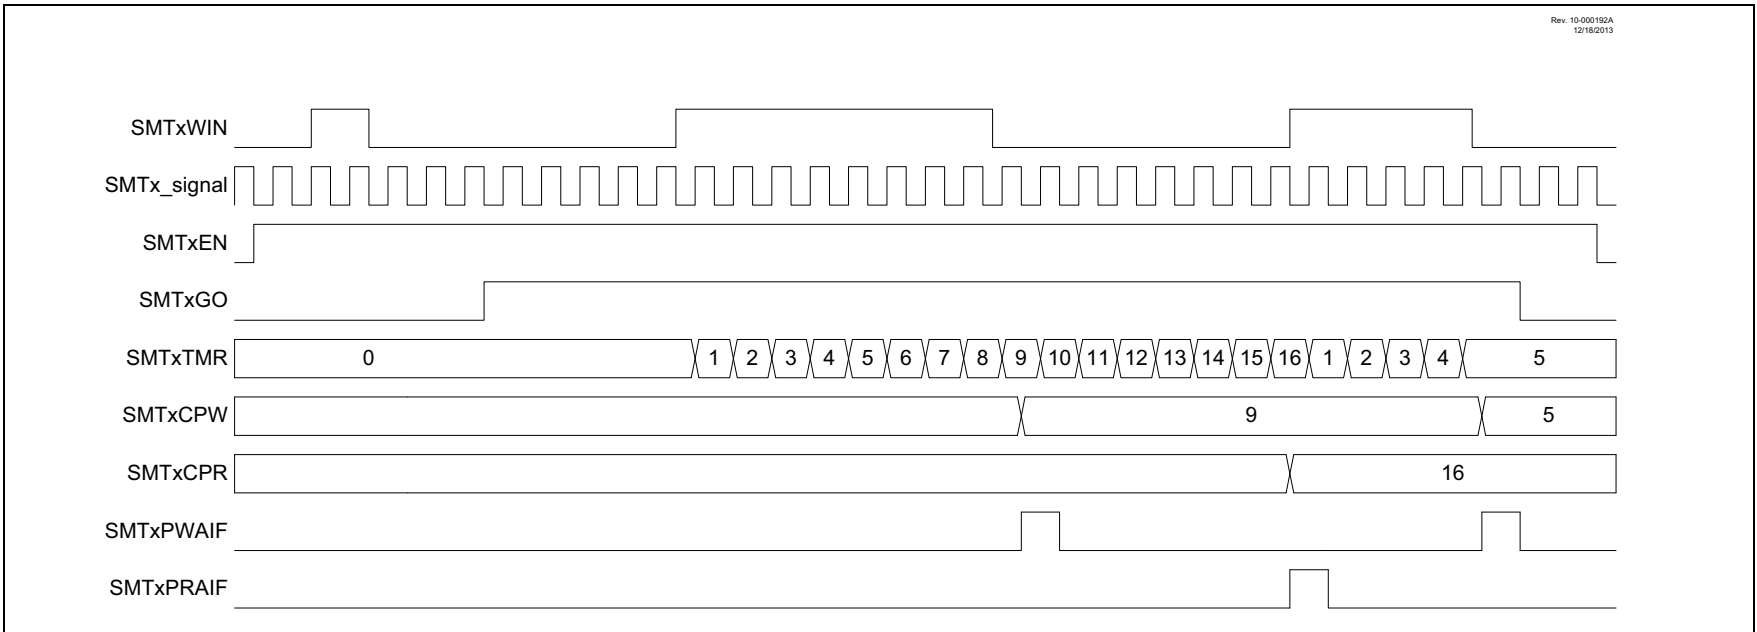 Rev. 10-000192A
12/18/2013
SMTxWIN
SMTx_signal
SMTxEN
SMTxGO
SMTxTMR 0 1 2 3 4 5 6 7 8 9 10 11 12 13 14 15 16 1 2 3 4 5
SMTxCPW 9 5
SMTxCPR 16
SMTxPWAIF
SMTxPRAIF